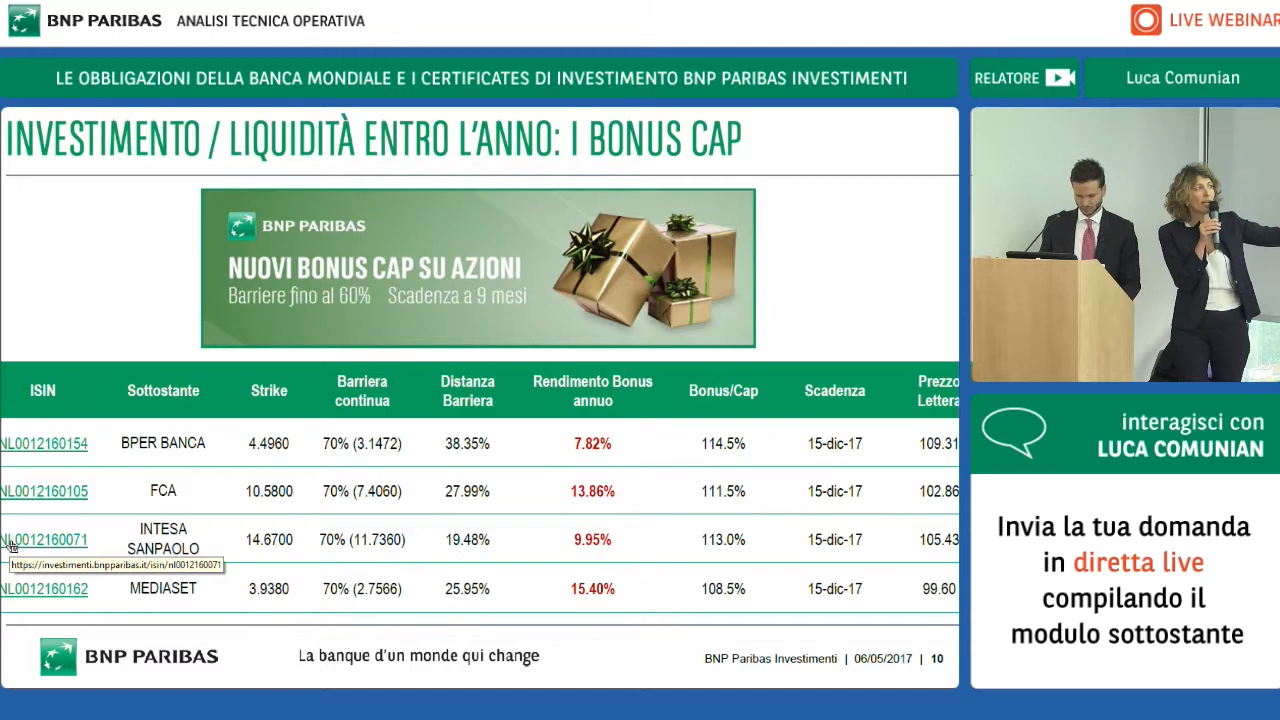 BNP PARIBAS ANALISI TECNICA OPERATIVA
LIVE WEBINAR
LE OBBLIGAZIONI DELLA BANCA MONDIALE E I CERTIFICATES DI INVESTIMENTO BNP PARIBAS INVESTIMENTI
RELATORE
Luca Comunian
INVESTIMENTO / LIQUIDITÀ ENTRO L'ANNO: I BONUS CAP
BNP PARIBAS
NUOVI BONUS CAP SU AZIONI
Barriere fino al 60% Scadenza a 9 mesi
ISIN Sottostante Strike Barriera continua Distanza Barriera Rendimento Bonus annuo Bonus/Cap Scadenza Prezzo Lettera
NL0012160154 BPER BANCA 4.4960 70% (3.1472) 38.35% 7.82% 114.5% 15-dic-17 109.31
NL0012160105 FCA 10.5800 70% (7.4060) 27.99% 13.86% 111.5% 15-dic-17 102.86
NL0012160071 INTESA SANPAOLO 14.6700 70% (11.7360) 19.48% 9.95% 113.0% 15-dic-17 105.43
https://investimenti.bnpparibas.it/isin/nl0012160071
NL0012160162 MEDIASET 3.9380 70% (2.7566) 25.95% 15.40% 108.5% 15-dic-17 99.60
BNP PARIBAS
La banque d'un monde qui change
BNP Paribas Investimenti | 06/05/2017 | 10
interagisci con
LUCA COMUNIAN
Invia la tua domanda
in diretta live
compilando il
modulo sottostante